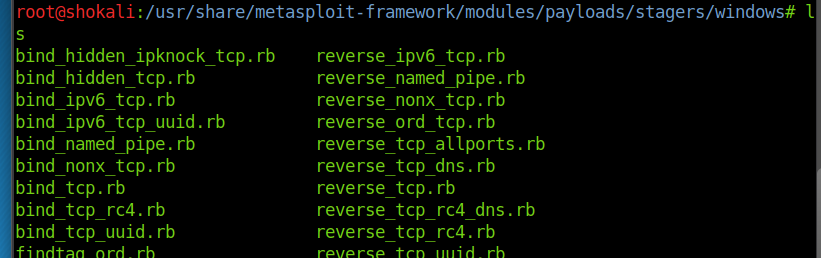 root@shokali:/usr/share/metasploit-framework/modules/payloads/stagers/windows# l
s
bind_hidden_ipknock_tcp.rb    reverse_ipv6_tcp.rb
bind_hidden_tcp.rb            reverse_named_pipe.rb
bind_ipv6_tcp.rb              reverse_nonx_tcp.rb
bind_ipv6_tcp_uuid.rb         reverse_ord_tcp.rb
bind_named_pipe.rb            reverse_tcp_allports.rb
bind_nonx_tcp.rb              reverse_tcp_dns.rb
bind_tcp.rb                   reverse_tcp.rb
bind_tcp_rc4.rb               reverse_tcp_rc4_dns.rb
bind_tcp_uuid.rb              reverse_tcp_rc4.rb
findtag_ord.rb                reverse_tcp_uuid.rb